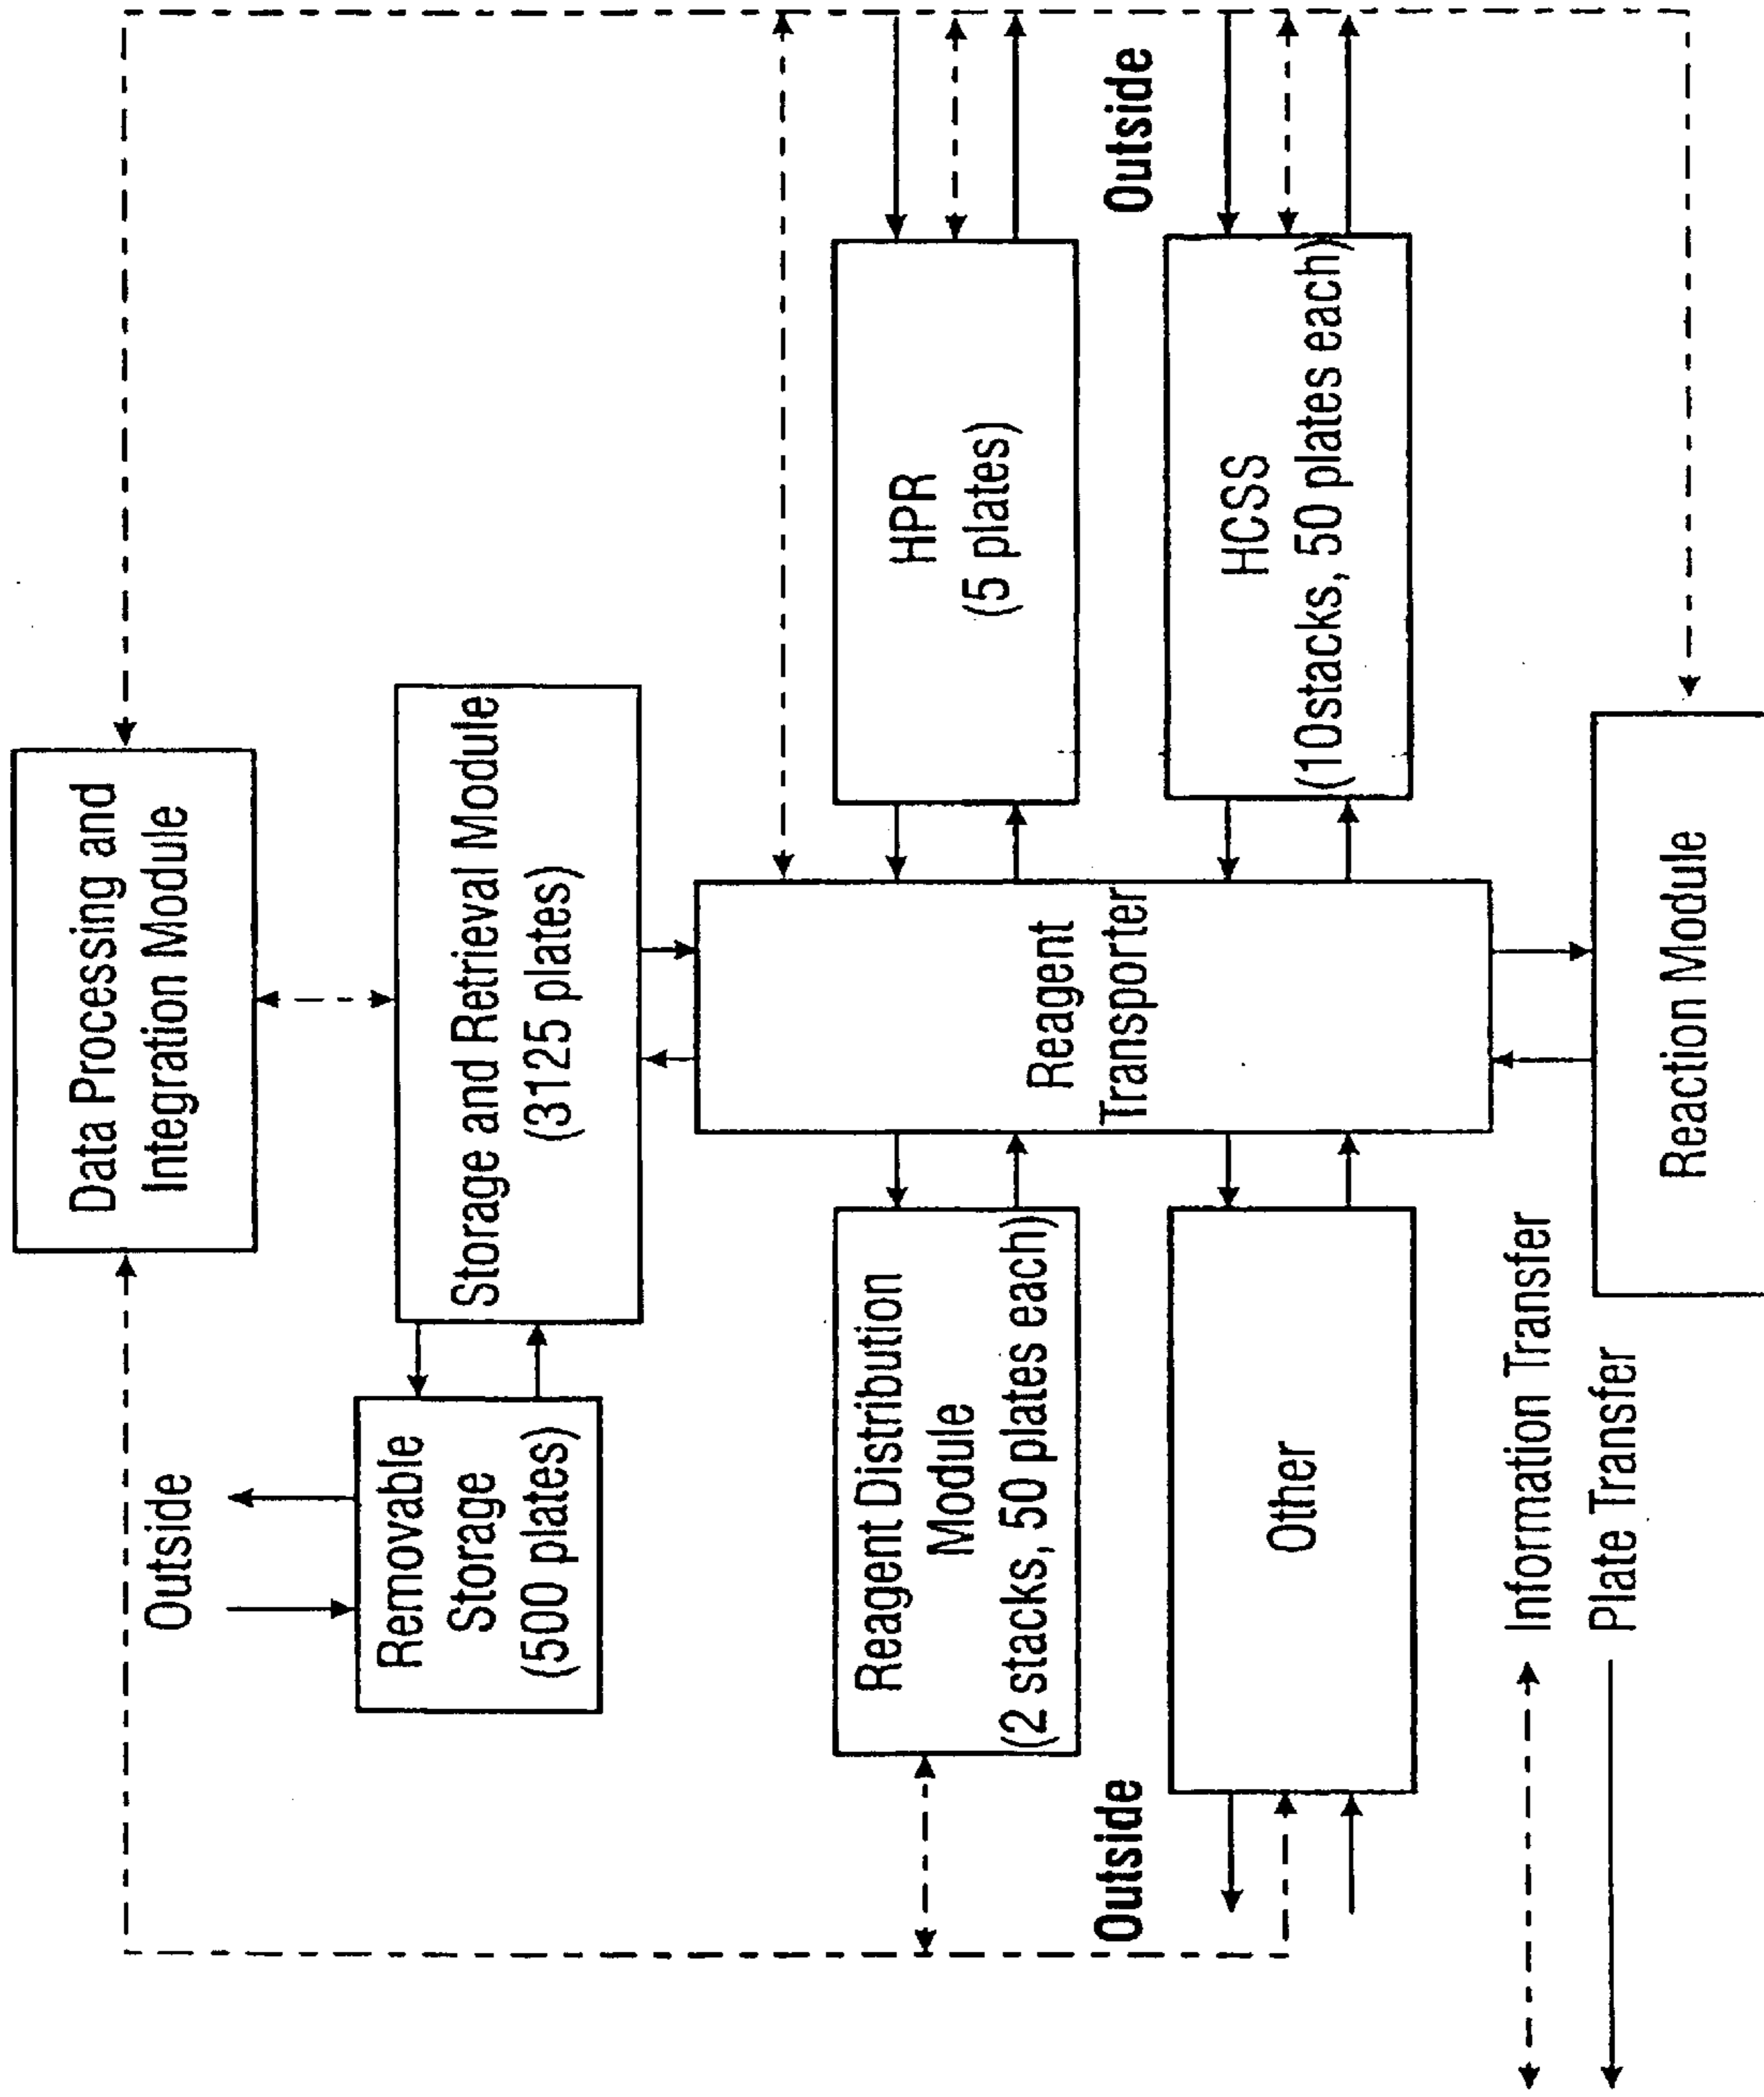 Data Processing and
Integration Module
Outside
Removable
Storage
(500 plates)
Storage and Retrieval Module
(3125 plates)
Reagent Distribution
Module
(2 stacks, 50 plates each)
Reagent
Transporter
HPR
(5 plates)
Outside
Outside
Other
HCSS
(10stacks, 50 plates each)
Information Transfer
Plate Transfer
Reaction Module